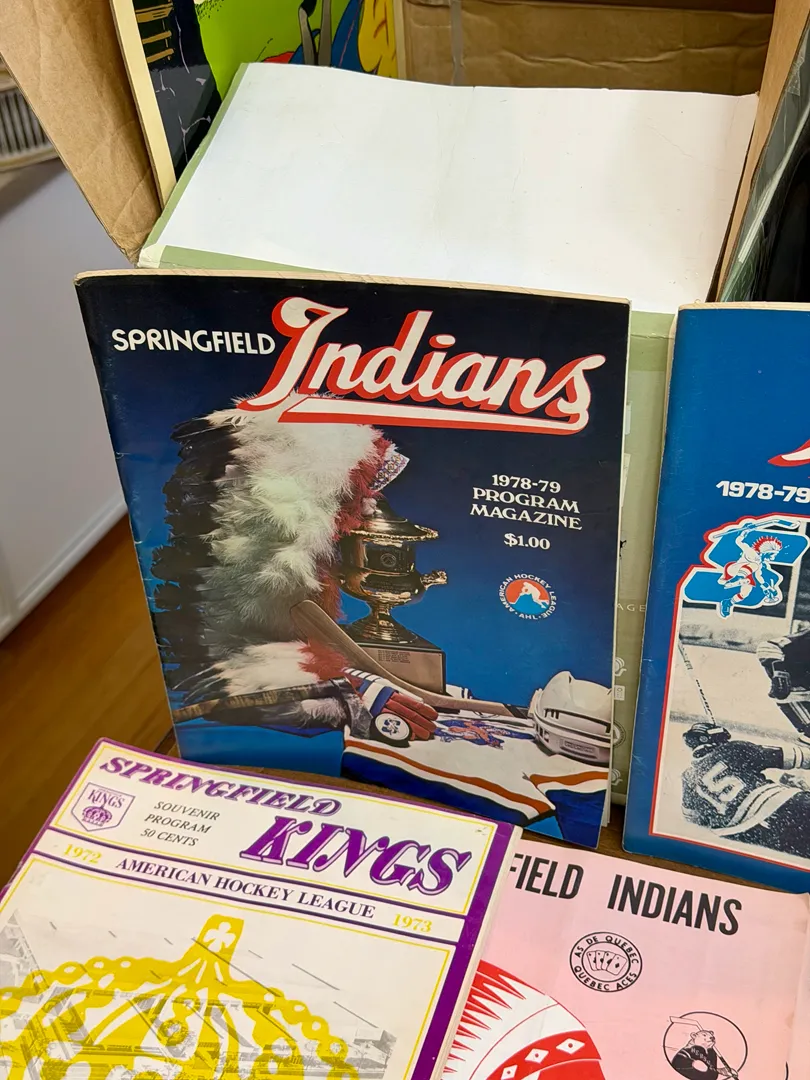 SPRINGFIELD Indians
1978-79
PROGRAM
MAGAZINE
$1.00
AMERICAN HOCKEY LEAGUE
A·H·L
1978-79
15
SPRINGFIELD
KINGS
KINGS
SOUVENIR
PROGRAM
50 CENTS
1972 AMERICAN HOCKEY LEAGUE 1973
FIELD INDIANS
AS DE QUEBEC
QUEBEC ACES